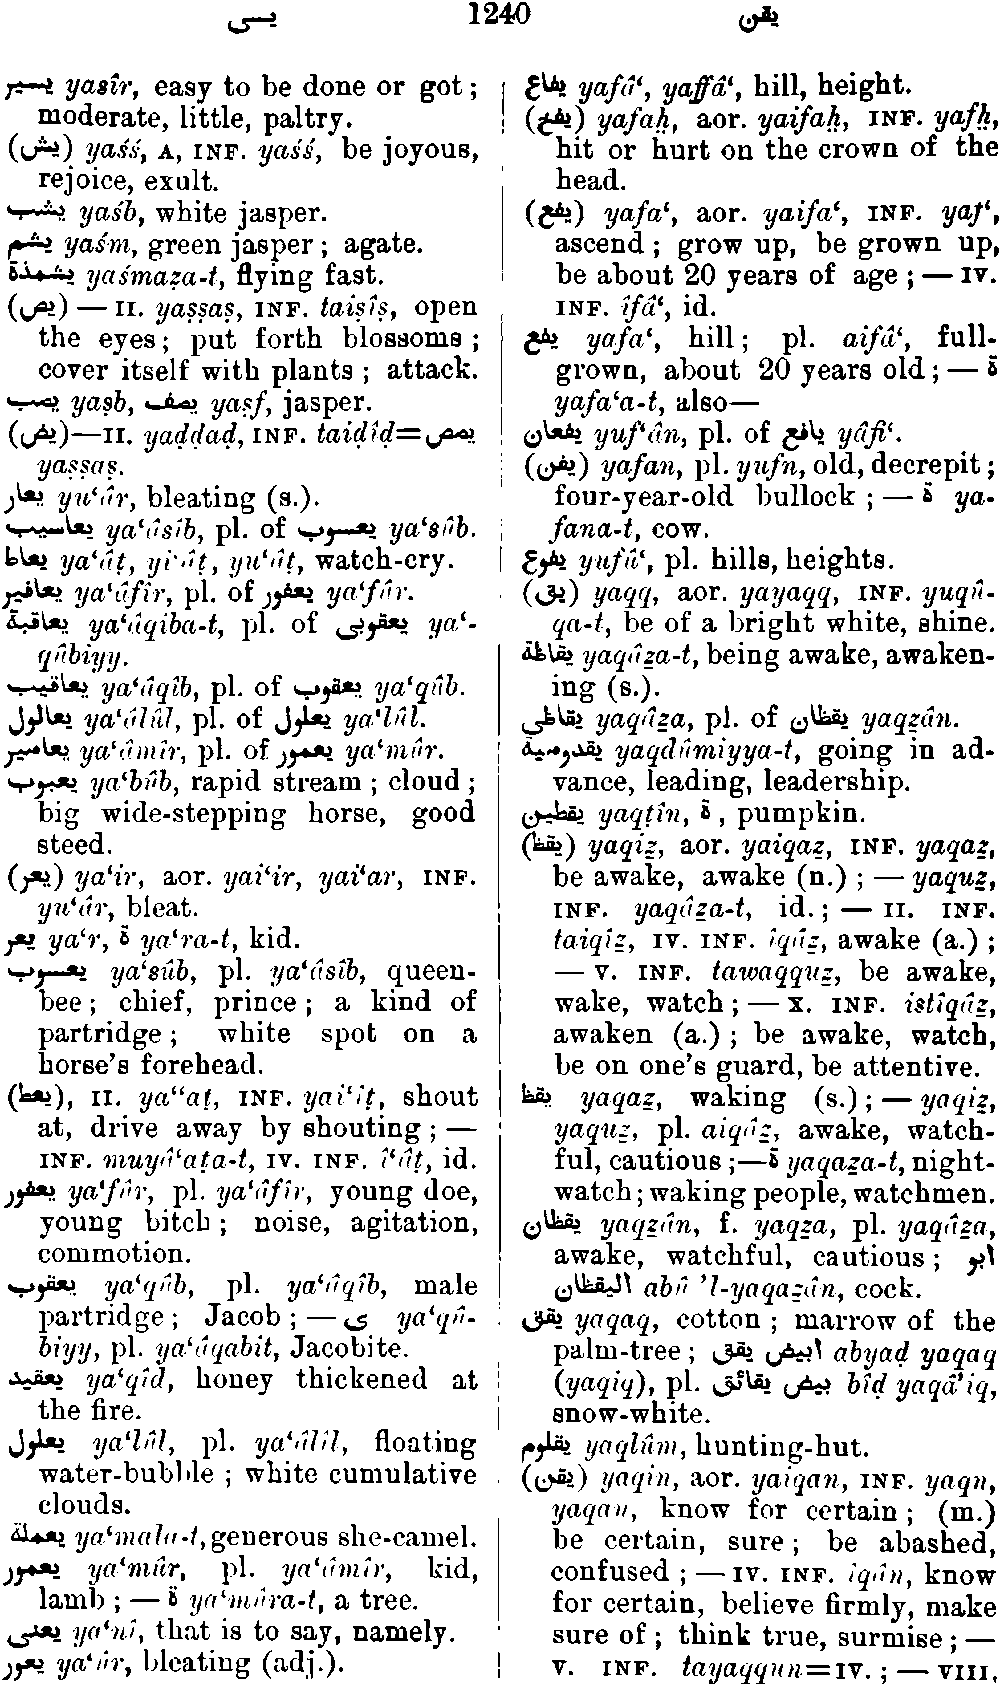 يسى 1240 يقن
يسير yasîr, easy to be done or got ;
moderate, little, paltry.
(يش) yaśś, A, INF. yaśś, be joyous,
rejoice, exult.
يشب yaśb, white jasper.
يشم yaśm, green jasper ; agate.
يشمذة yaśmaẕa-t, flying fast.
(يص) — II. yaṣṣaṣ, INF. taiṣîṣ, open
the eyes ; put forth blossoms ;
cover itself with plants ; attack.
يصب yaṣb, يصف yaṣf, jasper.
(يض)—II. yaḍḍaḍ, INF. taiḍîḍ=يصص
yaṣṣaṣ.
يعار yu‘âr, bleating (s.).
يعاسيب ya‘âsîb, pl. of يعسوب ya‘sûb.
يعاط ya‘âṭ, yi‘âṭ, yu‘âṭ, watch-cry.
يعافير ya‘âfîr, pl. of يعفور ya‘fûr.
يعاقبة ya‘âqiba-t, pl. of يعقوبى ya‘-
qûbiyy.
يعاقيب ya‘âqîb, pl. of يعقوب ya‘qûb.
يعالول ya‘âlûl, pl. of يعلول ya‘lûl.
يعامير ya‘âmîr, pl. of يعمور ya‘mûr.
يعبوب ya‘bûb, rapid stream ; cloud ;
big wide-stepping horse, good
steed.
(يعر) ya‘ir, aor. yai‘ir, yai‘ar, INF.
yu‘âr, bleat.
يعر ya‘r, ة ya‘ra-t, kid.
يعسوب ya‘sûb, pl. ya‘âsîb, queen-
bee ; chief, prince ; a kind of
partridge ; white spot on a
horse's forehead.
(يعط), II. ya‘‘aṭ, INF. yai‘îṭ, shout
at, drive away by shouting ; —
INF. muyâ‘aṭa-t, IV. INF. î‘âṭ, id.
يعفور ya‘fûr, pl. ya‘âfîr, young doe,
young bitch ; noise, agitation,
commotion.
يعقوب ya‘qûb, pl. ya‘âqîb, male
partridge ; Jacob ; — ى ya‘qû-
biyy, pl. ya‘âqabit, Jacobite.
يعقيد ya‘qîd, honey thickened at
the fire.
يعلول ya‘lûl, pl. ya‘âlîl, floating
water-bubble ; white cumulative
clouds.
يعملة ya‘mala-t, generous she-camel.
يعمور ya‘mûr, pl. ya‘âmîr, kid,
lamb ; — ة ya‘mûra-t, a tree.
يعنى ya‘nî, that is to say, namely.
يعور ya‘ûr, bleating (adj.).
يفاع yafâ‘, yaffâ‘, hill, height.
(يفخ) yafaḫ, aor. yaifaḫ, INF. yafḫ,
hit or hurt on the crown of the
head.
(يفع) yafa‘, aor. yaifa‘, INF. yaf‘,
ascend ; grow up, be grown up,
be about 20 years of age ; — IV.
INF. îfâ‘, id.
يفع yafa‘, hill ; pl. aifâ‘, full-
grown, about 20 years old ; — ة
yafa‘a-t, also—
يفعان yuf‘ân, pl. of يافع yâfi‘.
(يفن) yafan, pl. yufn, old, decrepit ;
four-year-old bullock ; — ة ya-
fana-t, cow.
يفوع yufû‘, pl. hills, heights.
(يق) yaqq, aor. yayaqq, INF. yuqû-
qa-t, be of a bright white, shine.
يقاظة yaqâẓa-t, being awake, awaken-
ing (s.).
يقاظى yaqâẓa, pl. of يقظان yaqẓân.
يقدومية yaqdûmiyya-t, going in ad-
vance, leading, leadership.
يقطين yaqṭîn, ة , pumpkin.
(يقظ) yaqiẓ, aor. yaiqaẓ, INF. yaqaẓ,
be awake, awake (n.) ; — yaquẓ,
INF. yaqâẓa-t, id. ; — II. INF.
taiqîẓ, IV. INF. îqâẓ, awake (a.) ;
— V. INF. tawaqquẓ, be awake,
wake, watch ; — X. INF. istîqâẓ,
awaken (a.) ; be awake, watch,
be on one's guard, be attentive.
يقظ yaqaẓ, waking (s.) ; — yaqiẓ,
yaquẓ, pl. aiqâẓ, awake, watch-
ful, cautious ;—ة yaqaẓa-t, night-
watch ; waking people, watchmen.
يقظان yaqẓân, f. yaqẓa, pl. yaqâẓa,
awake, watchful, cautious ; ابو
اليقظان abû 'l-yaqaẓân, cock.
يقق yaqaq, cotton ; marrow of the
palm-tree ; ابيض يقق abyaḍ yaqaq
(yaqiq), pl. بيض يقائق bîḍ yaqâ'iq,
snow-white.
يقلوم yaqlûm, hunting-hut.
(يقن) yaqin, aor. yaiqan, INF. yaqn,
yaqan, know for certain ; (m.)
be certain, sure ; be abashed,
confused ; — IV. INF. îqân, know
for certain, believe firmly, make
sure of ; think true, surmise ; —
V. INF. tayaqqun=IV. ; — VIII.